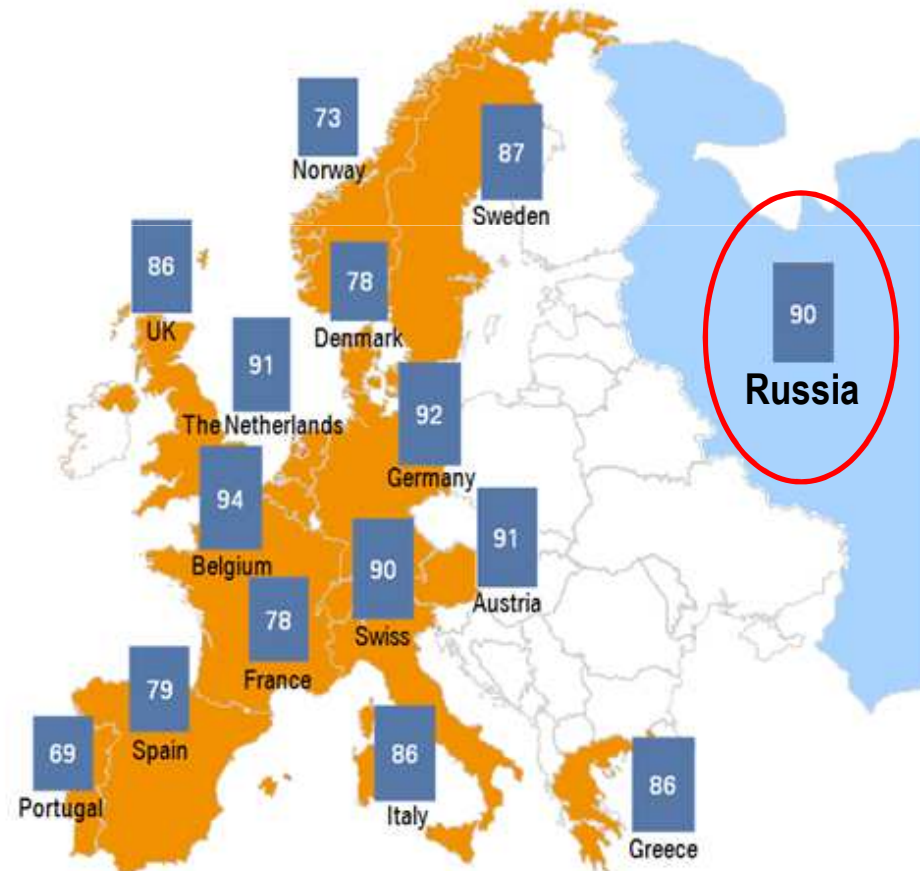 73
Norway
87
Sweden
86
UK
78
Denmark
90
Russia
91
The Netherlands
92
Germany
94
Belgium
90
Swiss
91
Austria
78
France
79
Spain
69
Portugal
86
Italy
86
Greece